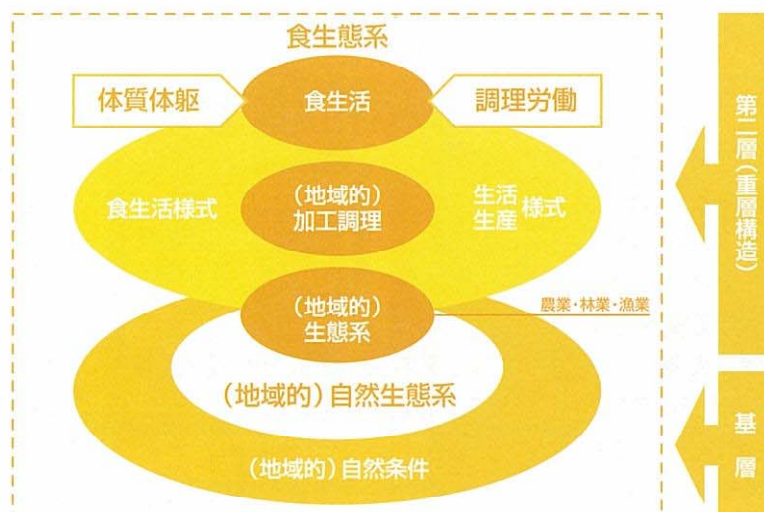 食生態系
体質体躯
食生活
調理労働
食生活様式
(地域的)
加工調理
生活
生産
様式
(地域的)
生態系
農業・林業・漁業
(地域的)自然生態系
(地域的)自然条件
第二層(重層構造)
基層